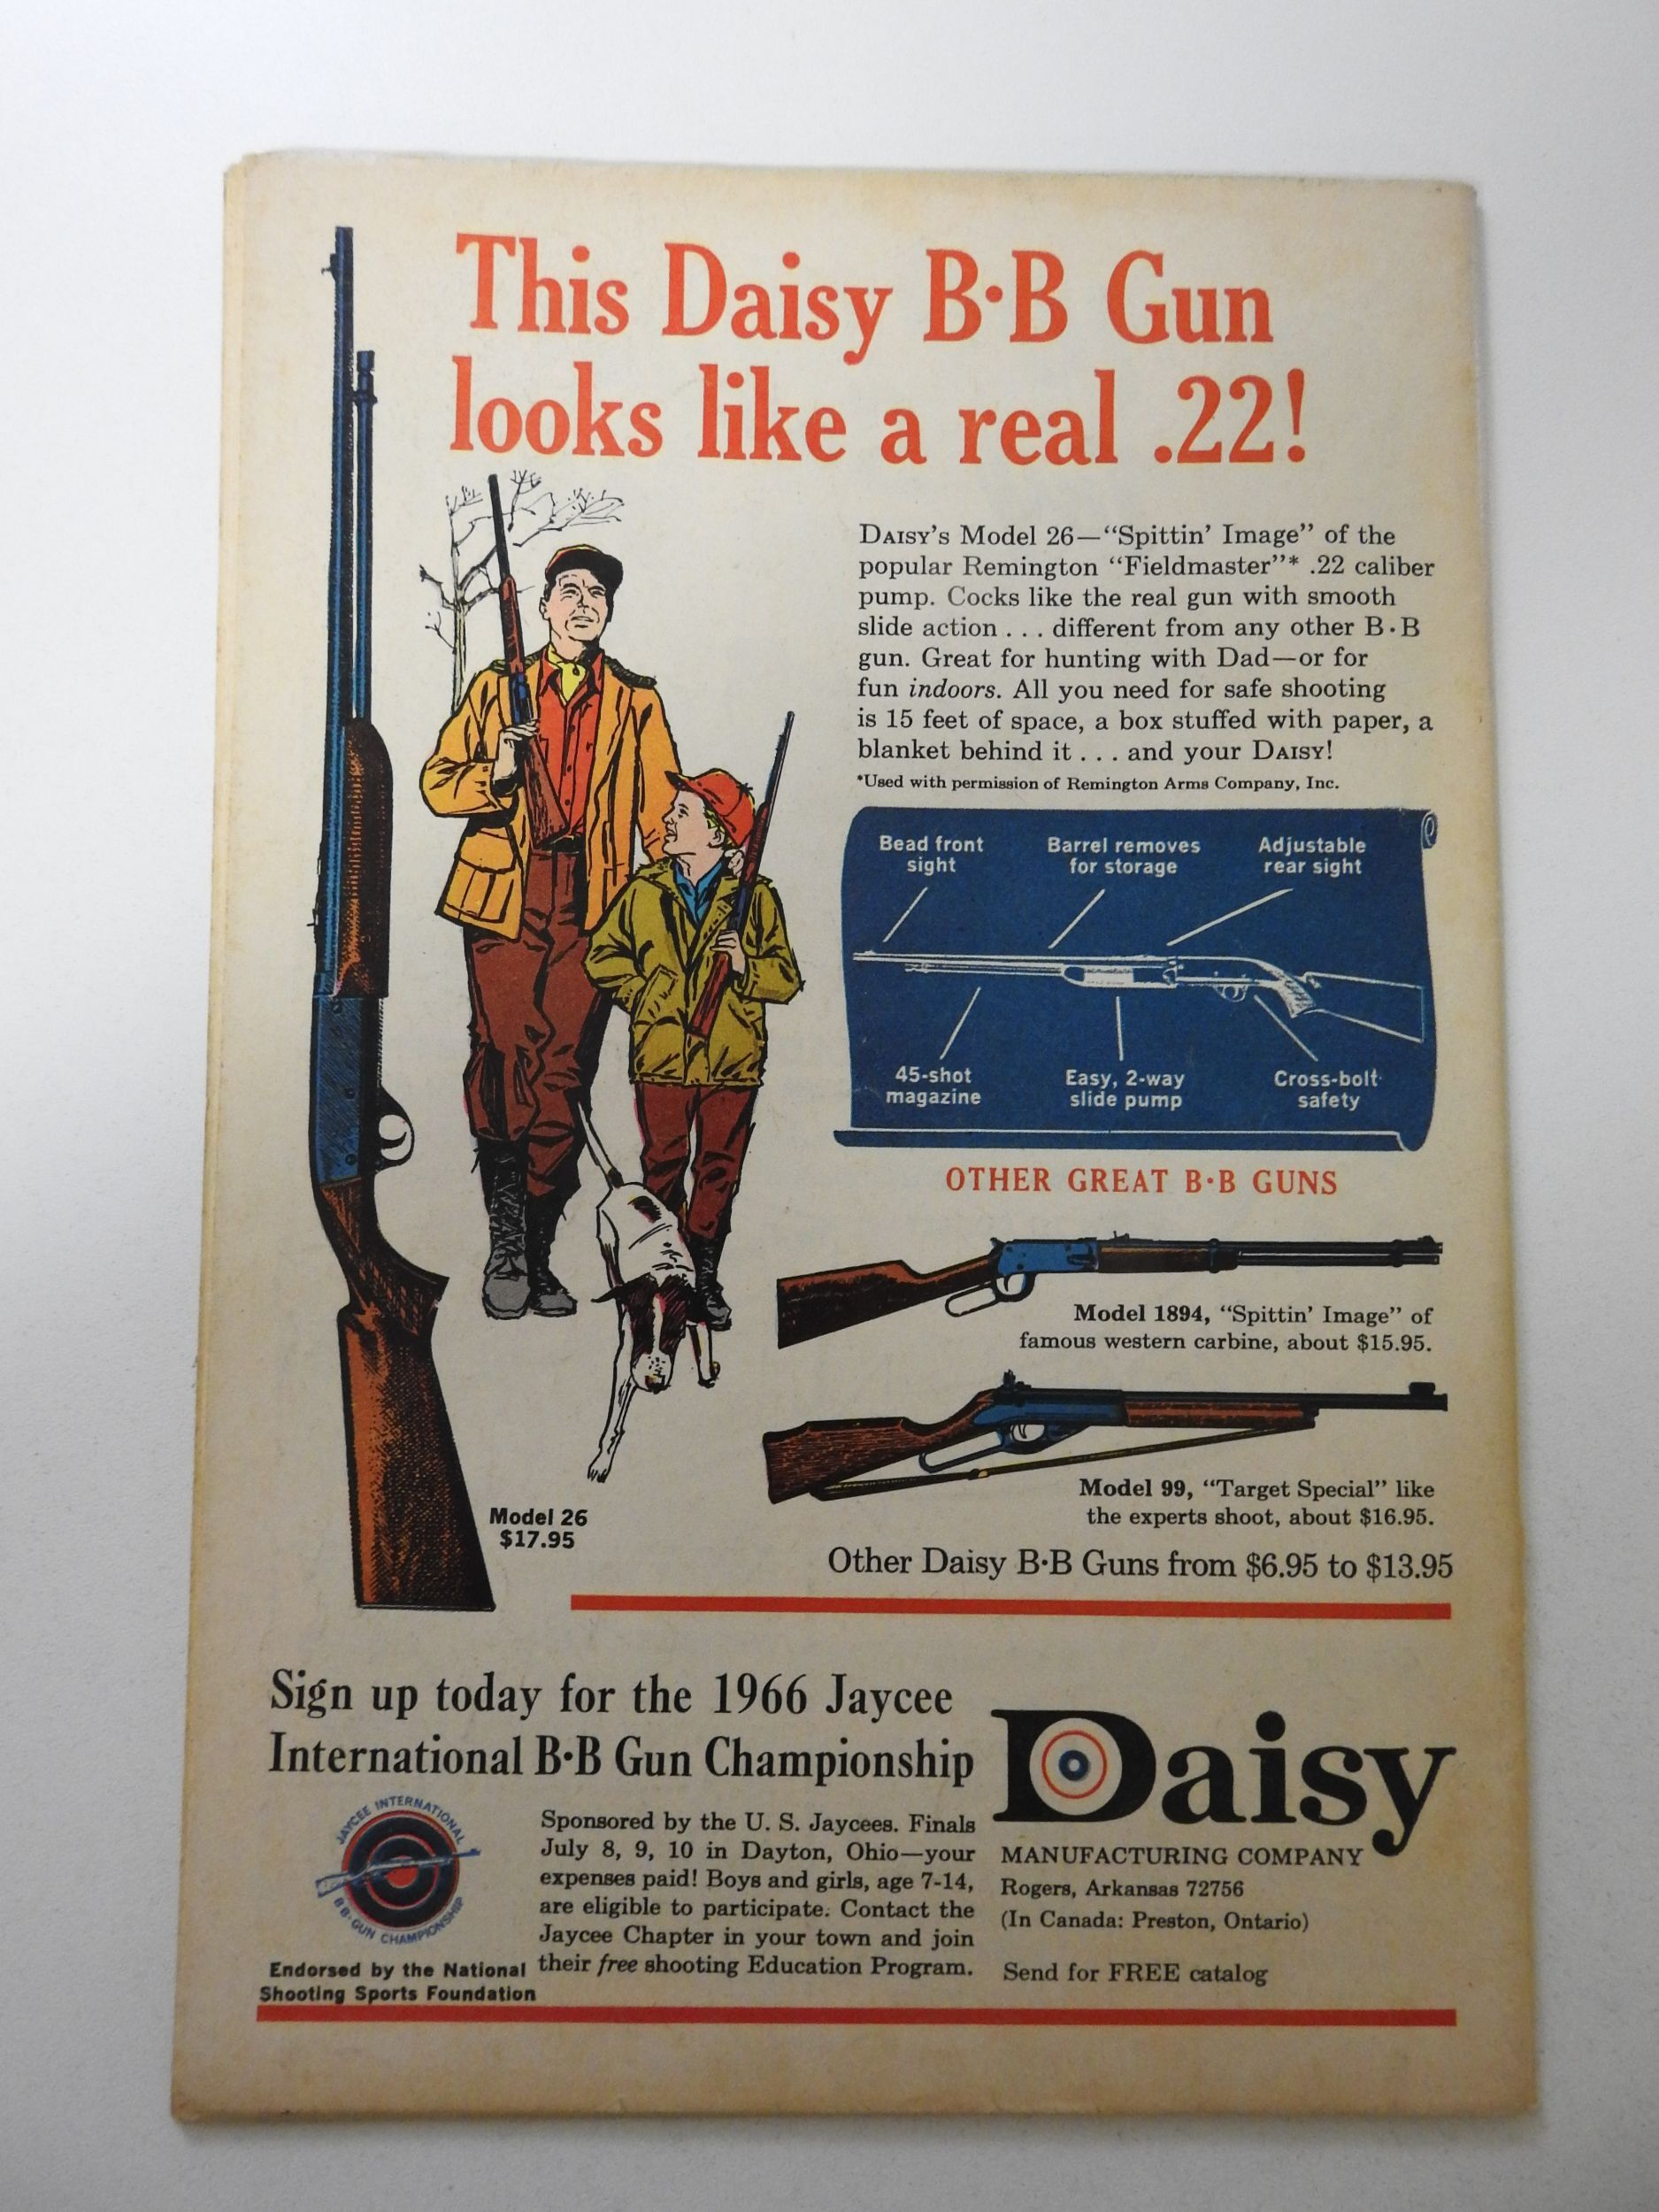 This Daisy B·B Gun
looks like a real .22!
DAISY'S Model 26—“Spittin’ Image” of the
popular Remington “Fieldmaster”* .22 caliber
pump. Cocks like the real gun with smooth
slide action . . . different from any other B·B
gun. Great for hunting with Dad—or for
fun indoors. All you need for safe shooting
is 15 feet of space, a box stuffed with paper, a
blanket behind it . . . and your DAISY!
*Used with permission of Remington Arms Company, Inc.
Bead front
sight
Barrel removes
for storage
Adjustable
rear sight
45-shot
magazine
Easy, 2-way
slide pump
Cross-bolt
safety
OTHER GREAT B·B GUNS
Model 1894, “Spittin’ Image” of
famous western carbine, about $15.95.
Model 99, “Target Special” like
the experts shoot, about $16.95.
Model 26
$17.95
Other Daisy B·B Guns from $6.95 to $13.95
Sign up today for the 1966 Jaycee
International B·B Gun Championship
JAYCEE INTERNATIONAL
BB·GUN CHAMPIONSHIP
Endorsed by the National
Shooting Sports Foundation
Sponsored by the U. S. Jaycees. Finals
July 8, 9, 10 in Dayton, Ohio—your
expenses paid! Boys and girls, age 7-14,
are eligible to participate. Contact the
Jaycee Chapter in your town and join
their free shooting Education Program.
Daisy
MANUFACTURING COMPANY
Rogers, Arkansas 72756
(In Canada: Preston, Ontario)
Send for FREE catalog